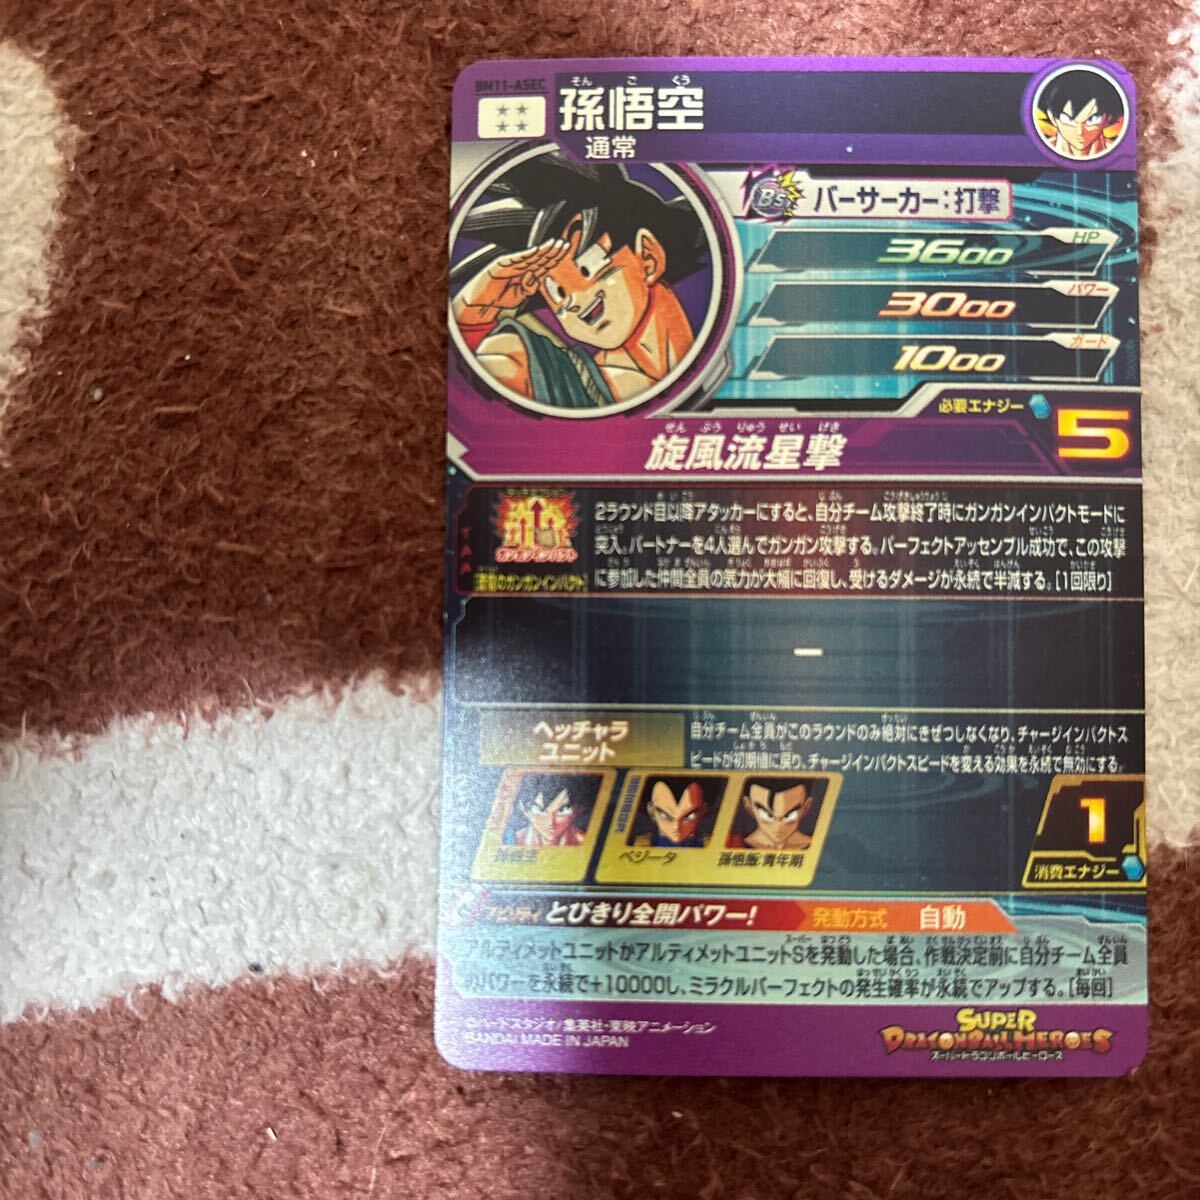 BM11-ASEC
そん ご くう
孫悟空
通常
Bs
バーサーカー:打撃
HP
3600
パワー
3000
ガード
1000
必要エナジー
5
せん ぷう りゅう せい げき
旋風流星撃
ガンガンインパクト
2ラウンド目以降アタッカーにすると、自分チーム攻撃終了時にガンガンインパクトモードに
突入。パートナーを4人選んでガンガン攻撃する。パーフェクトアッセンブル成功で、この攻撃
に参加した仲間全員の気力が大幅に回復し、受けるダメージが永続で半減する。[1回限り]
ー
ヘッチャラ
ユニット
自分チーム全員がこのラウンドのみ絶対にきぜつしなくなり、チャージインパクトス
ピードが初期値に戻り、チャージインパクトスピードを変える効果を永続で無効にする。
孫悟空
ベジータ
孫悟飯:青年期
1
消費エナジー
アビリティ とびきり全開パワー!
発動方式 自動
アルティメットユニットかアルティメットユニットSを発動した場合、作戦決定前に自分チーム全員
のパワーを永続で+10000し、ミラクルパーフェクトの発生確率が永続でアップする。[毎回]
©バードスタジオ/集英社・東映アニメーション
BANDAI MADE IN JAPAN
SUPER
DRAGONBALL HEROES
スーパードラゴンボールヒーローズ